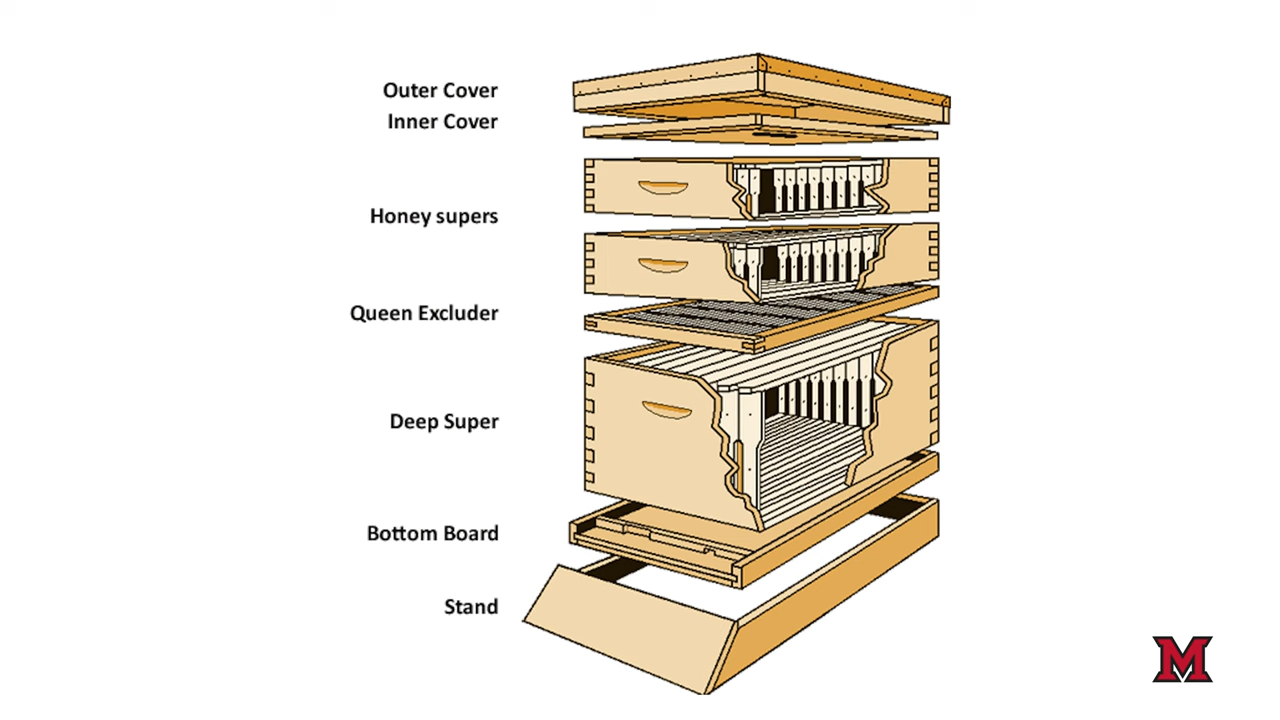 Outer Cover
Inner Cover
Honey supers
Queen Excluder
Deep Super
Bottom Board
Stand
M